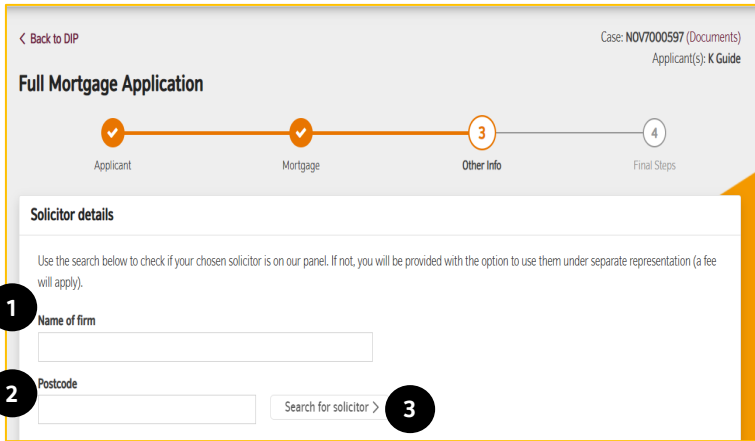 < Back to DIP
Case: NOV7000597 (Documents)
Applicant(s): K Guide
Full Mortgage Application
3
4
Applicant
Mortgage
Other Info
Final Steps
Solicitor details
Use the search below to check if your chosen solicitor is on our panel. If not, you will be provided with the option to use them under separate representation (a fee
will apply).
1
Name of firm
2
Postcode
Search for solicitor >
3